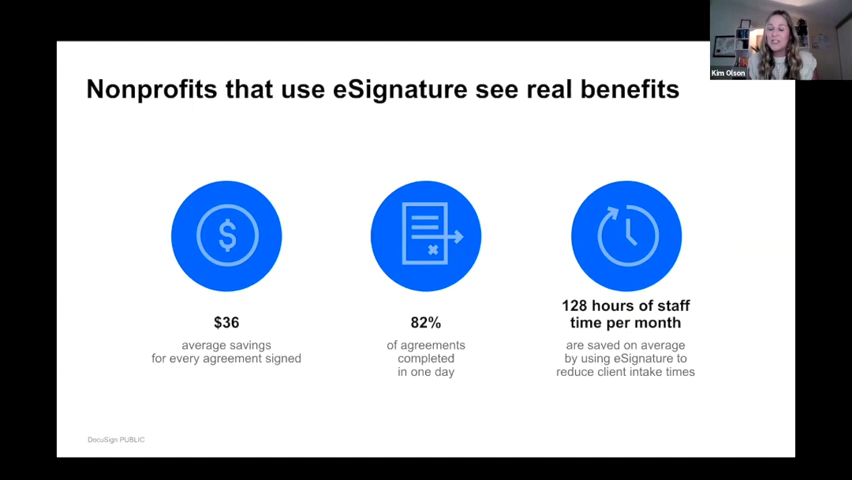 Kim Olson
Nonprofits that use eSignature see real benefits
$
$36
average savings
for every agreement signed
82%
of agreements
completed
in one day
128 hours of staff
time per month
are saved on average
by using eSignature to
reduce client intake times
DocuSign PUBLIC